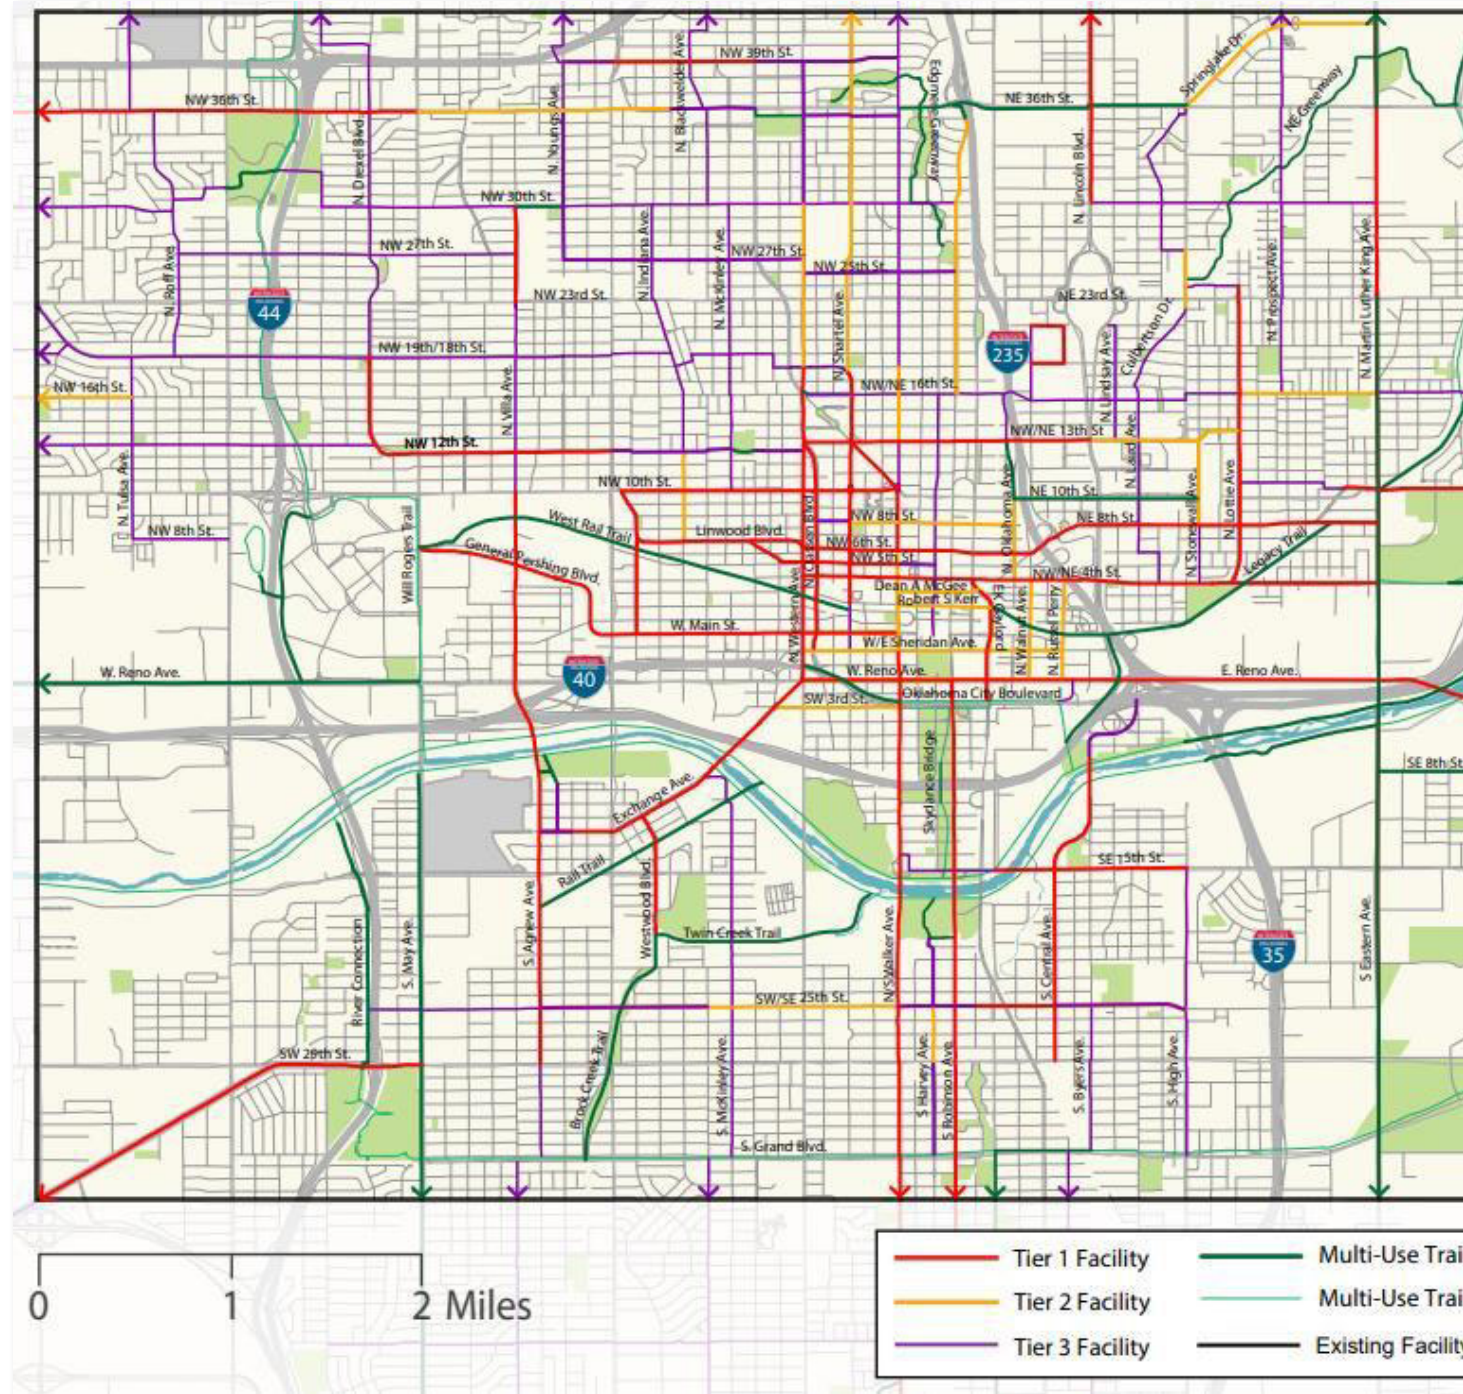 NW 39th St.
NW 36th St.
NE 36th St.
Springlake Dr.
NE Greenway
N. Drexel Blvd.
N. Youngs Ave.
N. Blackwelder Ave.
Edgmere Greenway
N. Lincoln Blvd.
NW 30th St.
NW 27th St.
NW 27th St.
NW 25th St.
N. Roff Ave.
N. Indiana Ave.
N. McKinley Ave.
N. Prospect Ave.
N. Martin Luther King Ave.
44
NW 23rd St.
NE 23rd St.
N. Shartel Ave.
Culbertson Dr.
235
NW 19th/18th St.
N. Lindsay Ave.
NW 16th St.
NW/NE 16th St.
N. Villa Ave.
NW 12th St.
NW/NE 13th St
N. Laird Ave.
N. Tulsa Ave.
NW 10th St.
NE 10th St.
N. Oklahoma Ave.
N. Stonewall Ave.
N. Lottie Ave.
NW 8th St.
Will Rogers Trail
West Rail Trail
Linwood Blvd.
N. Classen Blvd.
NW 8th St.
NE 8th St.
NW 6th St.
General Pershing Blvd.
NW 5th St.
NW/NE 4th St.
Legacy Trail
Dean A McGee
Robert S Kerr
EK Gaylord
N. Walnut Ave.
N. Russel Perry
N. Western Ave.
W. Main St.
W/E Sheridan Ave.
W. Reno Ave.
40
W. Reno Ave.
E. Reno Ave.
SW 3rd St.
Oklahoma City Boulevard
Skydance Bridge
SE 8th St
Exchange Ave.
Rail Trail
SE 15th St.
S. Agnew Ave.
Westwood Blvd.
Twin Creek Trail
N/S Walker Ave.
S. Central Ave.
35
S Eastern Ave.
River Connection
S. May Ave.
SW/SE 25th St.
SW 29th St.
Brock Creek Trail
S. McKinley Ave.
S. Harvey Ave.
S. Robinson Ave.
S. Byers Ave.
S. High Ave.
S. Grand Blvd.
0 1 2 Miles
Tier 1 Facility
Multi-Use Trai
Tier 2 Facility
Multi-Use Trai
Tier 3 Facility
Existing Facility